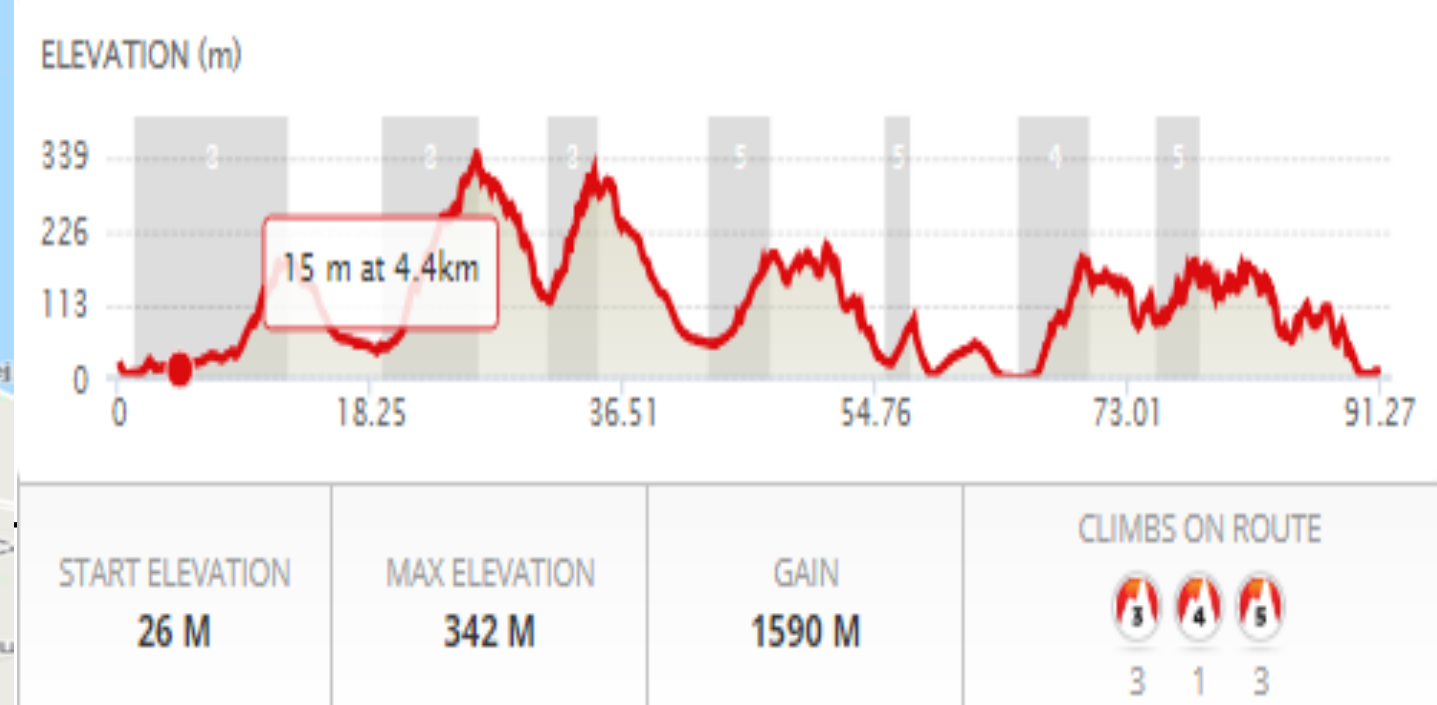 ELEVATION (m)
339
3 3 3 5 5 4 5
226
15 m at 4.4km
113
0
0 18.25 36.51 54.76 73.01 91.27
START ELEVATION
26 M
MAX ELEVATION
342 M
GAIN
1590 M
CLIMBS ON ROUTE
3 4 5
3 1 3